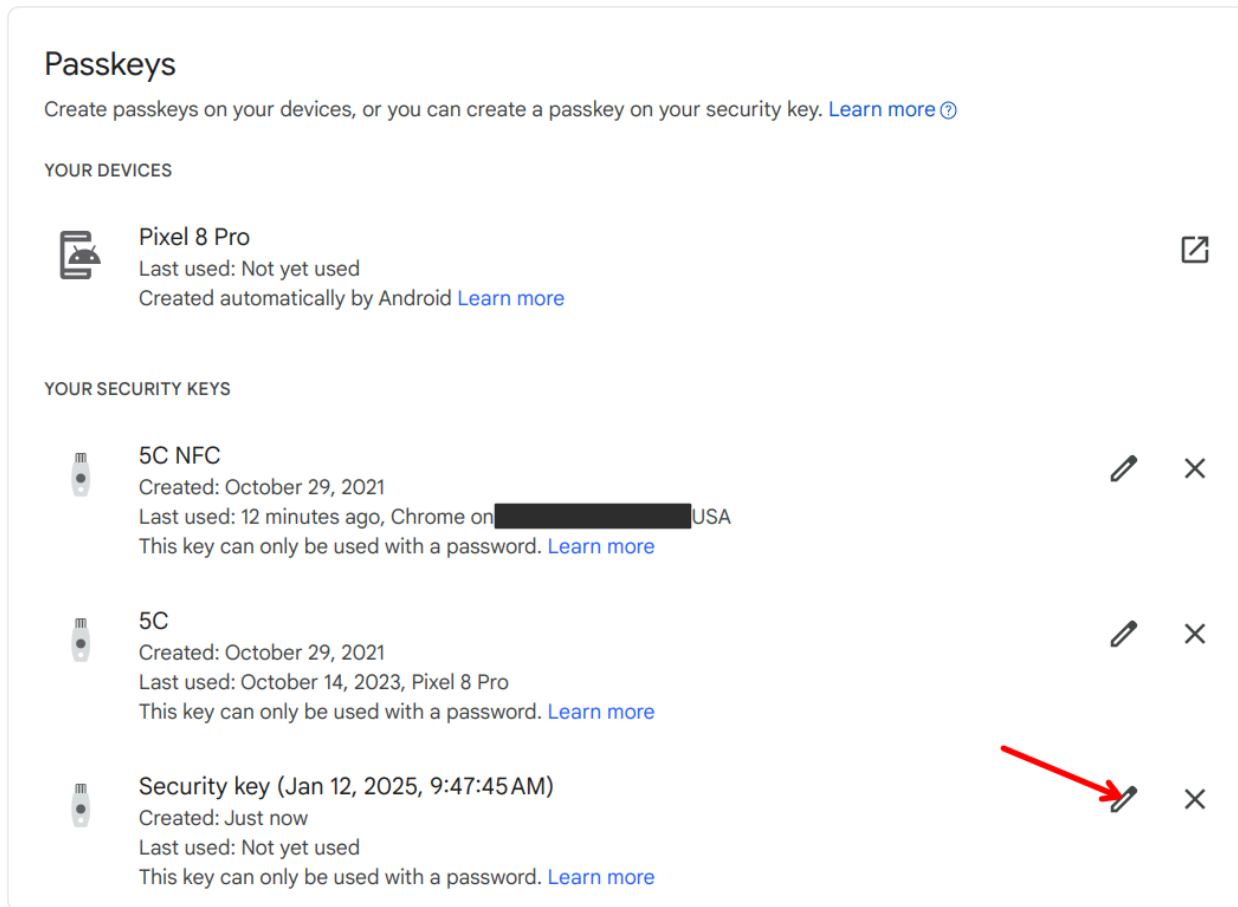 Passkeys
Create passkeys on your devices, or you can create a passkey on your security key. Learn more
YOUR DEVICES
Pixel 8 Pro
Last used: Not yet used
Created automatically by Android Learn more
YOUR SECURITY KEYS
5C NFC
Created: October 29, 2021
Last used: 12 minutes ago, Chrome on USA
This key can only be used with a password. Learn more
5C
Created: October 29, 2021
Last used: October 14, 2023, Pixel 8 Pro
This key can only be used with a password. Learn more
Security key (Jan 12, 2025, 9:47:45 AM)
Created: Just now
Last used: Not yet used
This key can only be used with a password. Learn more